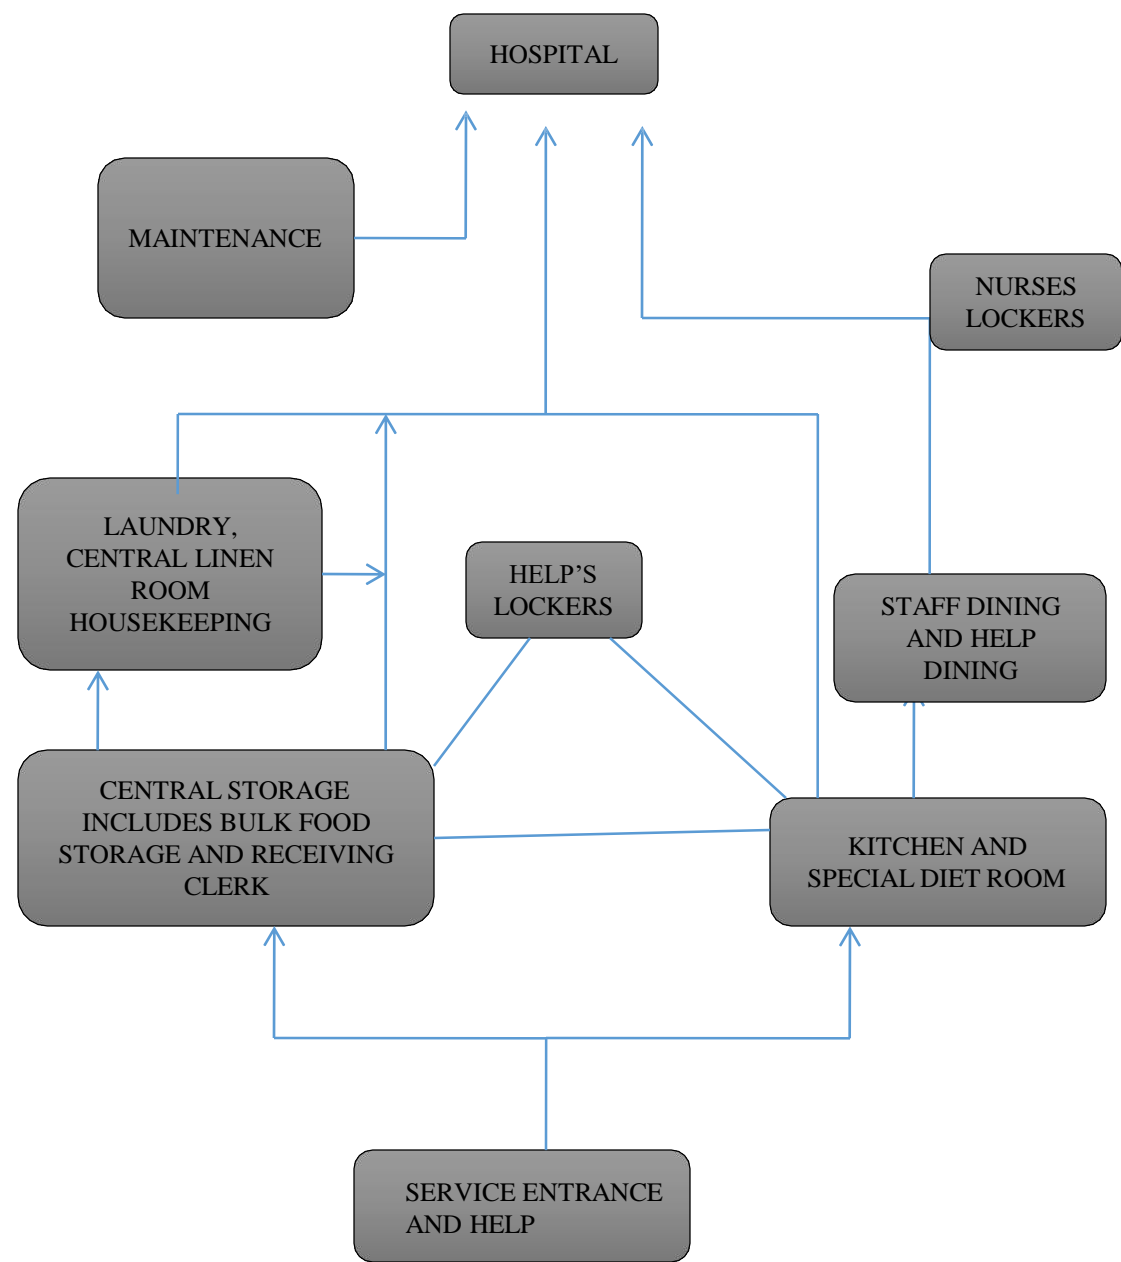 HOSPITAL
MAINTENANCE
NURSES
LOCKERS
LAUNDRY,
CENTRAL LINEN
ROOM
HOUSEKEEPING
HELP’S
LOCKERS
STAFF DINING
AND HELP
DINING
CENTRAL STORAGE
INCLUDES BULK FOOD
STORAGE AND RECEIVING
CLERK
KITCHEN AND
SPECIAL DIET ROOM
SERVICE ENTRANCE
AND HELP